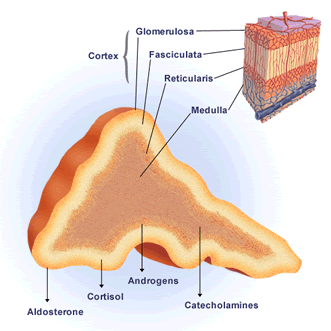 Glomerulosa
Cortex
Fasciculata
Reticularis
Medulla
Androgens
Cortisol
Catecholamines
Aldosterone